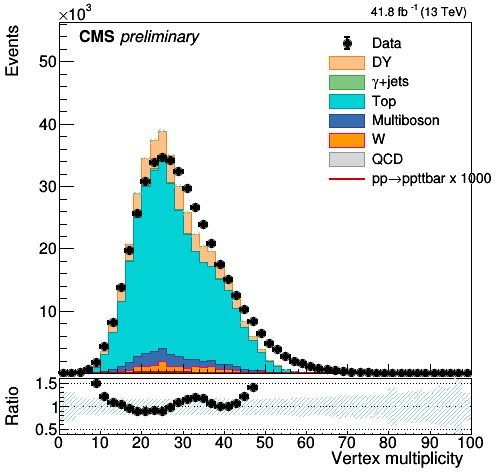 ×10³
41.8 fb⁻¹ (13 TeV)
CMS preliminary
Events
50
40
30
20
10
Data
DY
γ+jets
Top
Multiboson
W
QCD
pp→ppttbar x 1000
Ratio
1.5
1
0.5
0 10 20 30 40 50 60 70 80 90 100
Vertex multiplicity